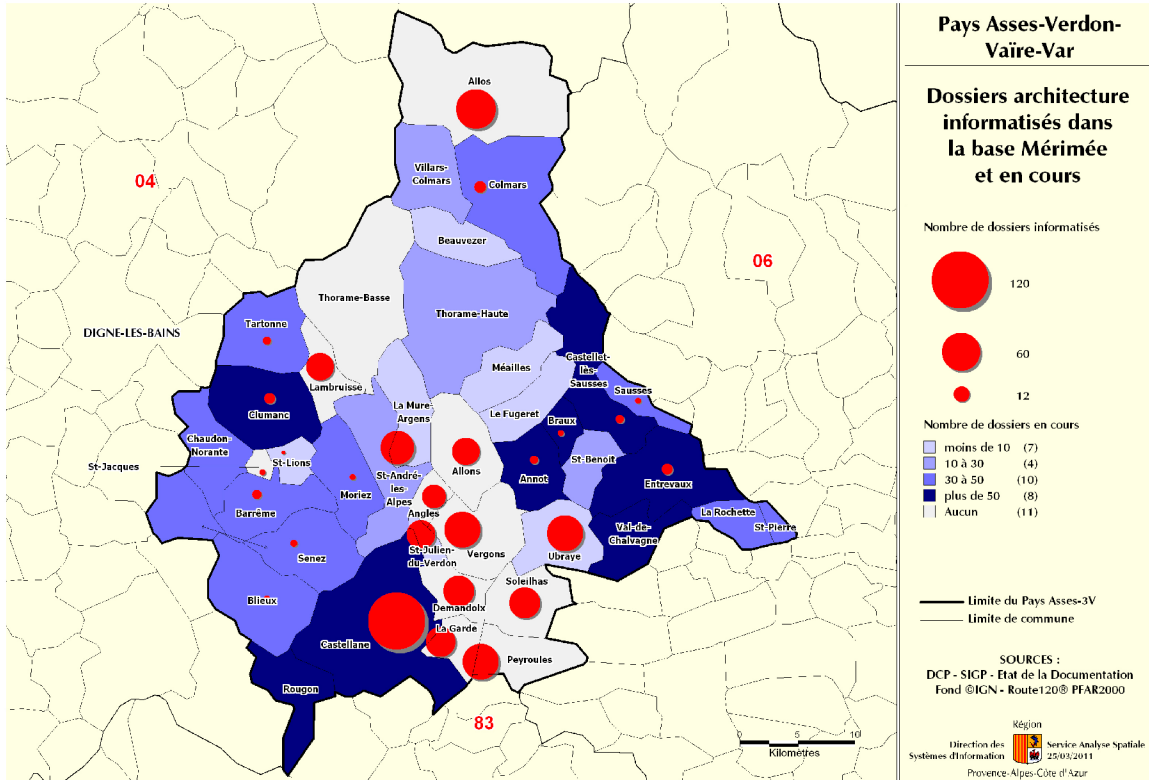 Pays Asses-Verdon-
Vaïre-Var
Dossiers architecture
informatisés dans
la base Mérimée
et en cours
Nombre de dossiers informatisés
120
60
12
Nombre de dossiers en cours
moins de 10 (7)
10 à 30 (4)
30 à 50 (10)
plus de 50 (8)
Aucun (11)
Limite du Pays Asses-3V
Limite de commune
SOURCES :
DCP - SIGP - Etat de la Documentation
Fond ©IGN - Route120® PFAR2000
Région
Direction des
Systèmes d'Information
Service Analyse Spatiale
25/03/2011
Provence-Alpes-Côte d'Azur
Allos
04
Villars-
Colmars
Colmars
Beauvezer
06
Thorame-Basse
Thorame-Haute
DIGNE-LES-BAINS
Tartonne
Castellet-
lès-
Sausses
Méailles
Sausses
Lambruisse
La Mure-
Argens
Le Fugeret
Clumanc
Braux
Chaudon-
Norante
St-Jacques
St-Lions
Allons
St-Benoit
St-André-
les-
Alpes
Annot
Entrevaux
Moriez
Barrême
Angles
La Rochette
St-Pierre
Val-de-
Chalvagne
Senez
St-Julien-
du-Verdon
Vergons
Ubraye
Soleilhas
Blieux
Demandolx
La Garde
Castellane
Peyroules
Rougon
83
0 5 10
Kilomètres